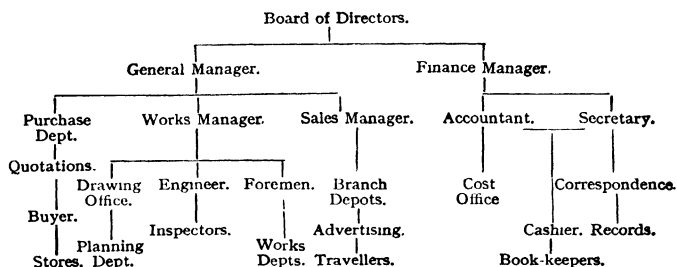 Board of Directors.
General Manager. Finance Manager.
Purchase Dept. Works Manager. Sales Manager. Accountant. Secretary.
Quotations.
Drawing Office. Engineer. Foremen. Branch Depots. Cost Office Correspondence.
Buyer.
Inspectors. Advertising. Cashier. Records.
Stores. Planning Dept. Works Depts. Travellers. Book-keepers.